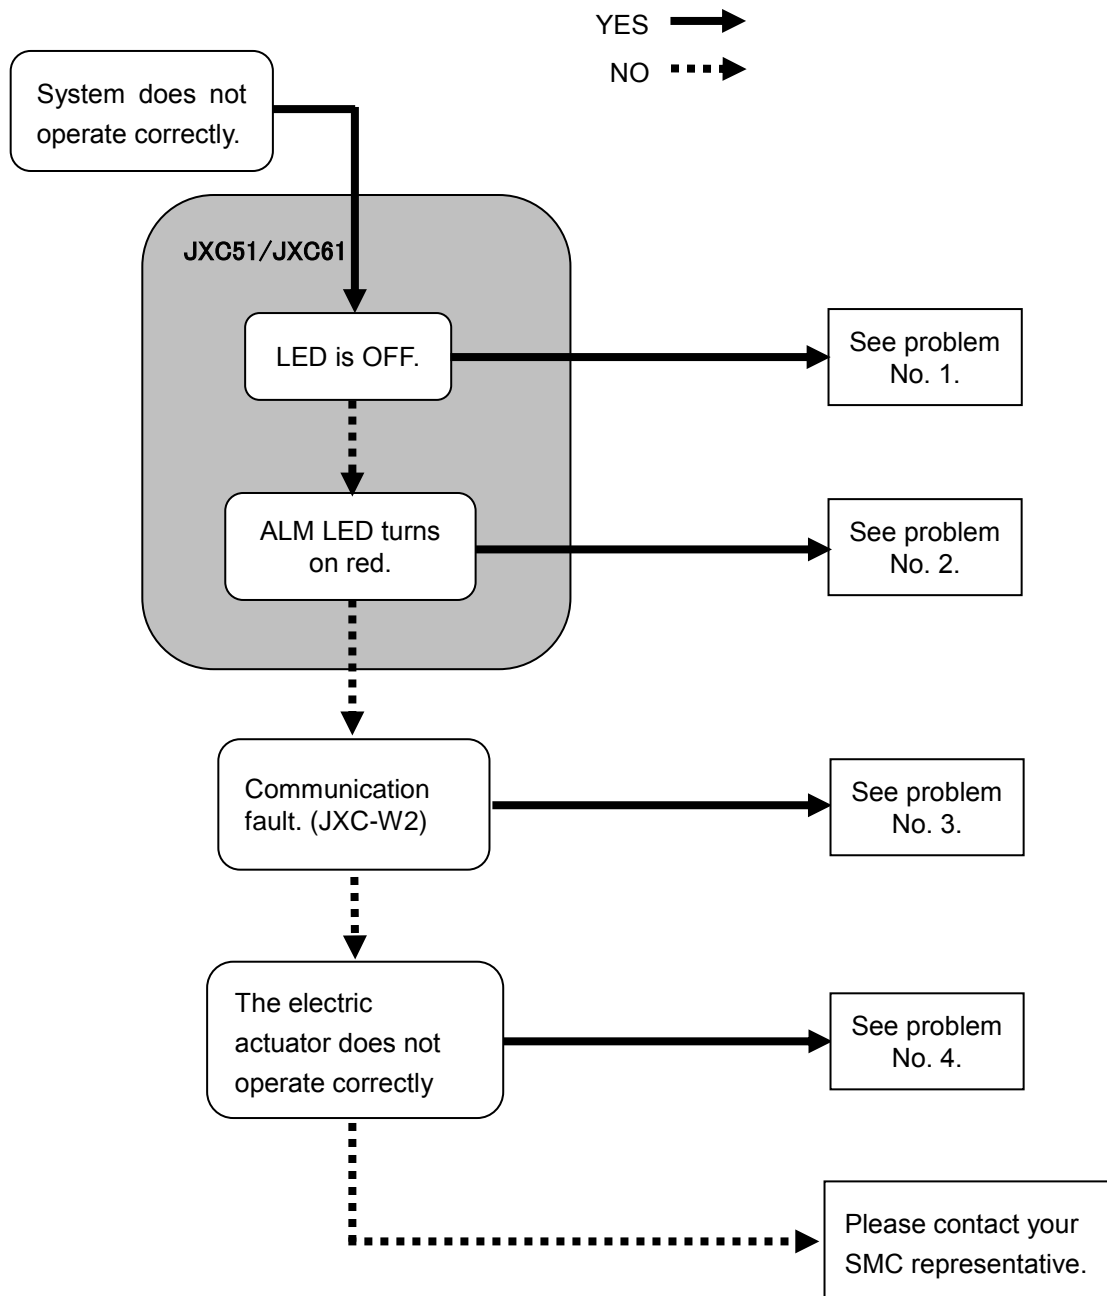 YES
NO
System does not
operate correctly.
JXC51/JXC61
LED is OFF.
See problem
No. 1.
ALM LED turns
on red.
See problem
No. 2.
Communication
fault. (JXC-W2)
See problem
No. 3.
The electric
actuator does not
operate correctly
See problem
No. 4.
Please contact your
SMC representative.